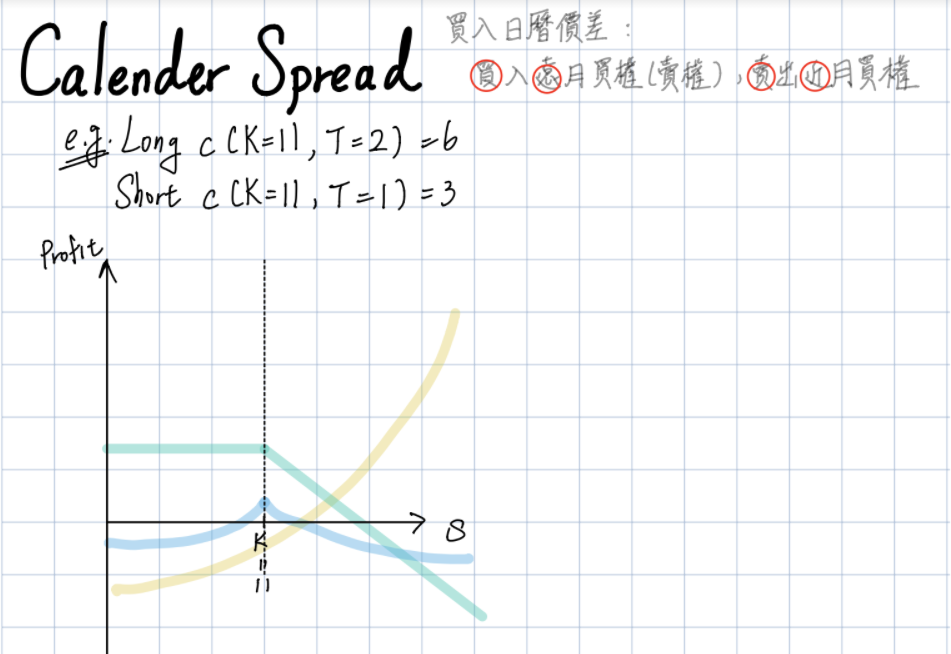 Calender Spread
買入日曆價差：
買入遠月買權(賣權)，賣出近月買權
e.g. Long c (K=11, T=2) =6
Short c (K=11, T=1) =3
Profit
S
K
"
11